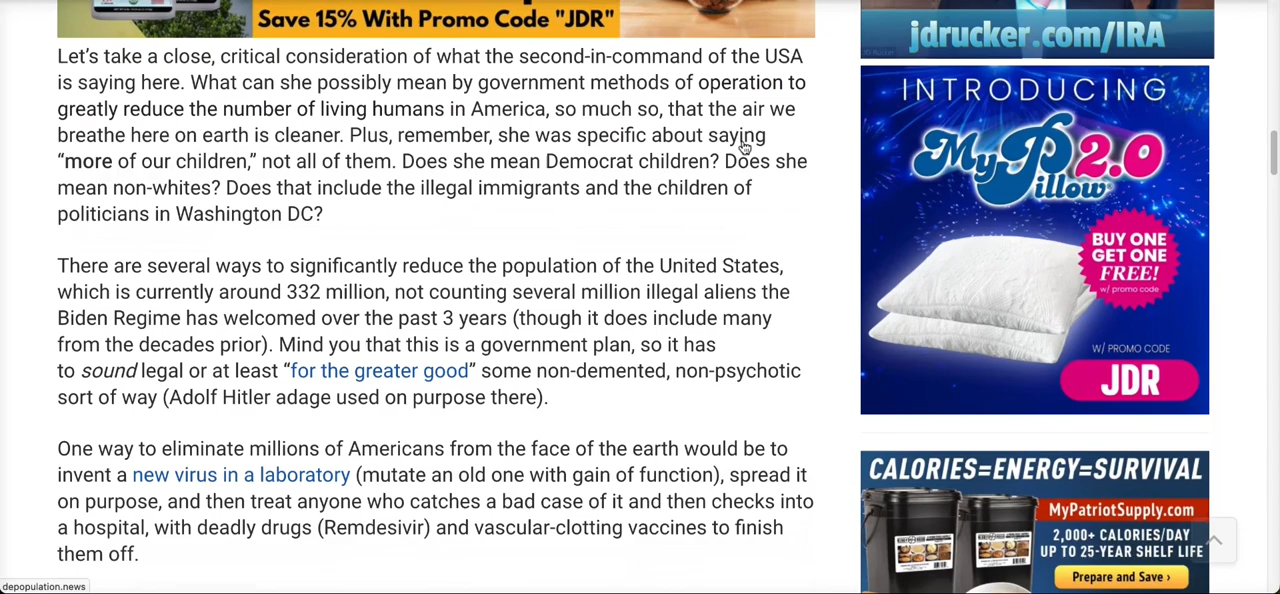 Save 15% With Promo Code "JDR"
Let’s take a close, critical consideration of what the second-in-command of the USA
is saying here. What can she possibly mean by government methods of operation to
greatly reduce the number of living humans in America, so much so, that the air we
breathe here on earth is cleaner. Plus, remember, she was specific about saying
“more of our children,” not all of them. Does she mean Democrat children? Does she
mean non-whites? Does that include the illegal immigrants and the children of
politicians in Washington DC?
There are several ways to significantly reduce the population of the United States,
which is currently around 332 million, not counting several million illegal aliens the
Biden Regime has welcomed over the past 3 years (though it does include many
from the decades prior). Mind you that this is a government plan, so it has
to sound legal or at least “for the greater good” some non-demented, non-psychotic
sort of way (Adolf Hitler adage used on purpose there).
One way to eliminate millions of Americans from the face of the earth would be to
invent a new virus in a laboratory (mutate an old one with gain of function), spread it
on purpose, and then treat anyone who catches a bad case of it and then checks into
a hospital, with deadly drugs (Remdesivir) and vascular-clotting vaccines to finish
them off.
depopulation.news
jdrucker.com/IRA
INTRODUCING
MyPillow 2.0
BUY ONE
GET ONE
FREE!
w/ promo code
W/ PROMO CODE
JDR
CALORIES=ENERGY=SURVIVAL
MyPatriotSupply.com
2,000+ CALORIES/DAY
UP TO 25-YEAR SHELF LIFE
Prepare and Save ›